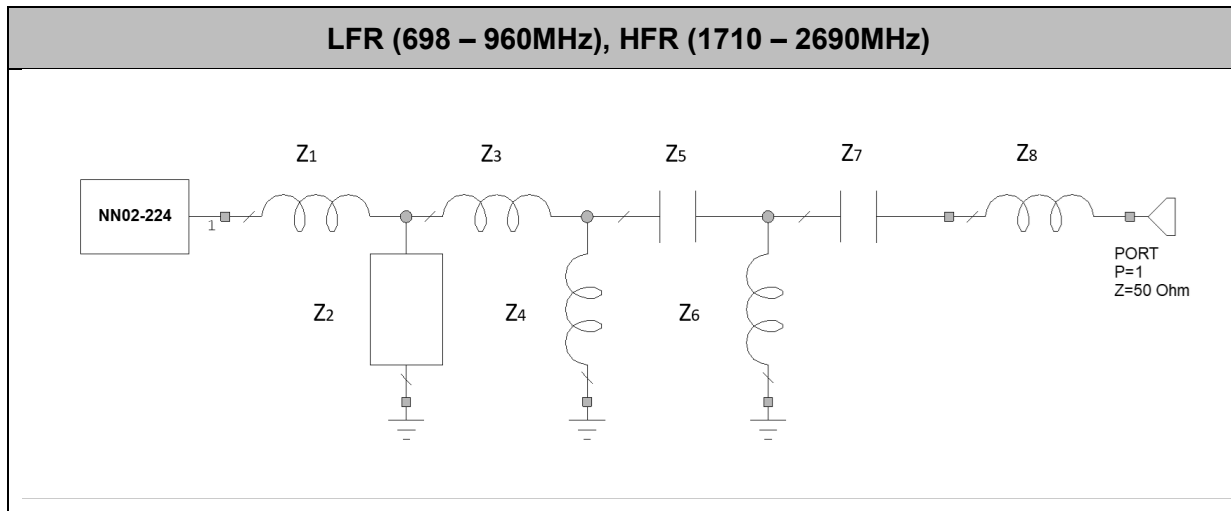 LFR (698 – 960MHz), HFR (1710 – 2690MHz)
Z1
Z3
Z5
Z7
Z8
NN02-224
1
Z2
Z4
Z6
PORT
P=1
Z=50 Ohm